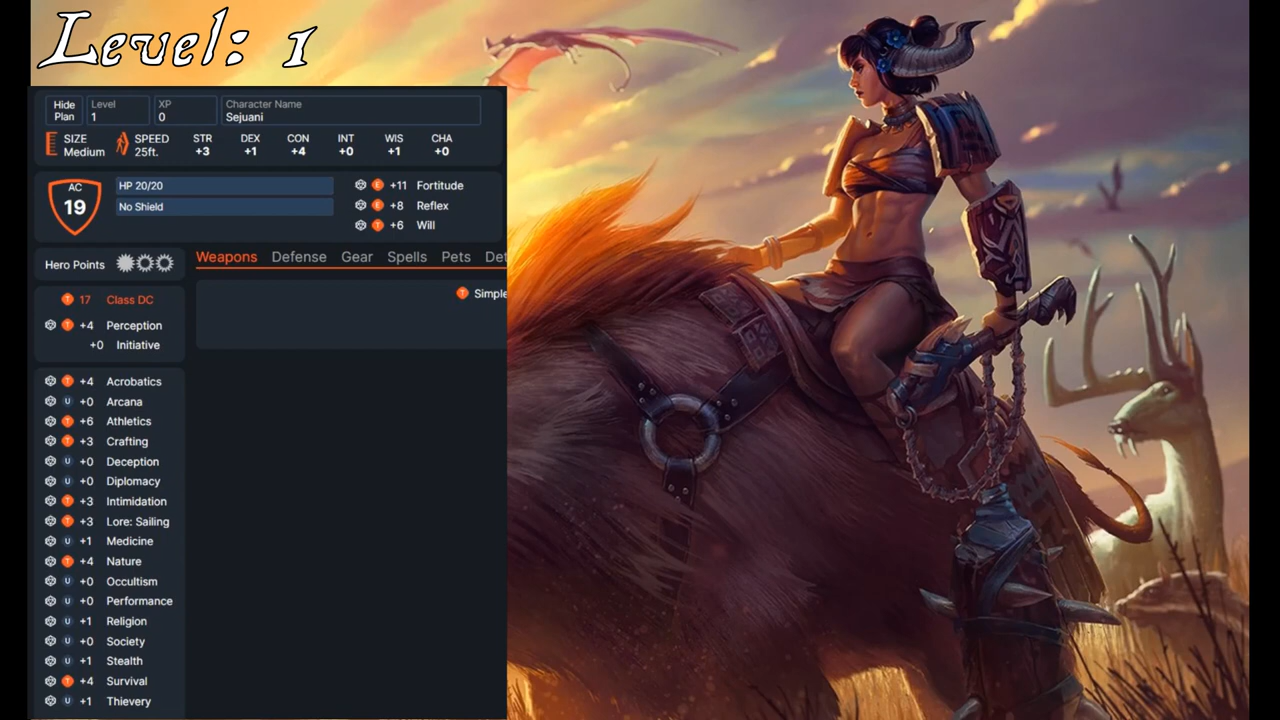 Level: 1
Hide Plan
Level
1
XP
0
Character Name
Sejuani
SIZE
Medium
SPEED
25ft.
STR
+3
DEX
+1
CON
+4
INT
+0
WIS
+1
CHA
+0
AC
19
HP 20/20
No Shield
E +11 Fortitude
E +8 Reflex
T +6 Will
Hero Points
Weapons Defense Gear Spells Pets Det
T Simple
T 17 Class DC
T +4 Perception
+0 Initiative
T +4 Acrobatics
U +0 Arcana
T +6 Athletics
T +3 Crafting
U +0 Deception
U +0 Diplomacy
T +3 Intimidation
T +3 Lore: Sailing
U +1 Medicine
T +4 Nature
U +0 Occultism
U +0 Performance
U +1 Religion
U +0 Society
U +1 Stealth
T +4 Survival
U +1 Thievery